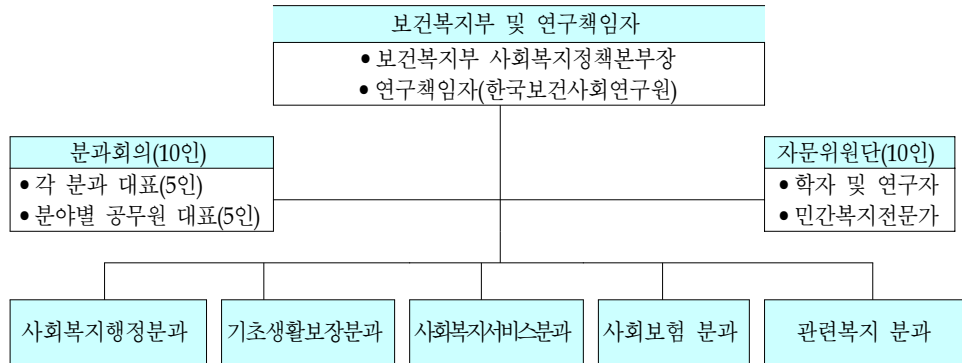 보건복지부 및 연구책임자
● 보건복지부 사회복지정책본부장
● 연구책임자(한국보건사회연구원)
분과회의(10인)
● 각 분과 대표(5인)
● 분야별 공무원 대표(5인)
자문위원단(10인)
● 학자 및 연구자
● 민간복지전문가
사회복지행정분과
기초생활보장분과
사회복지서비스분과
사회보험 분과
관련복지 분과